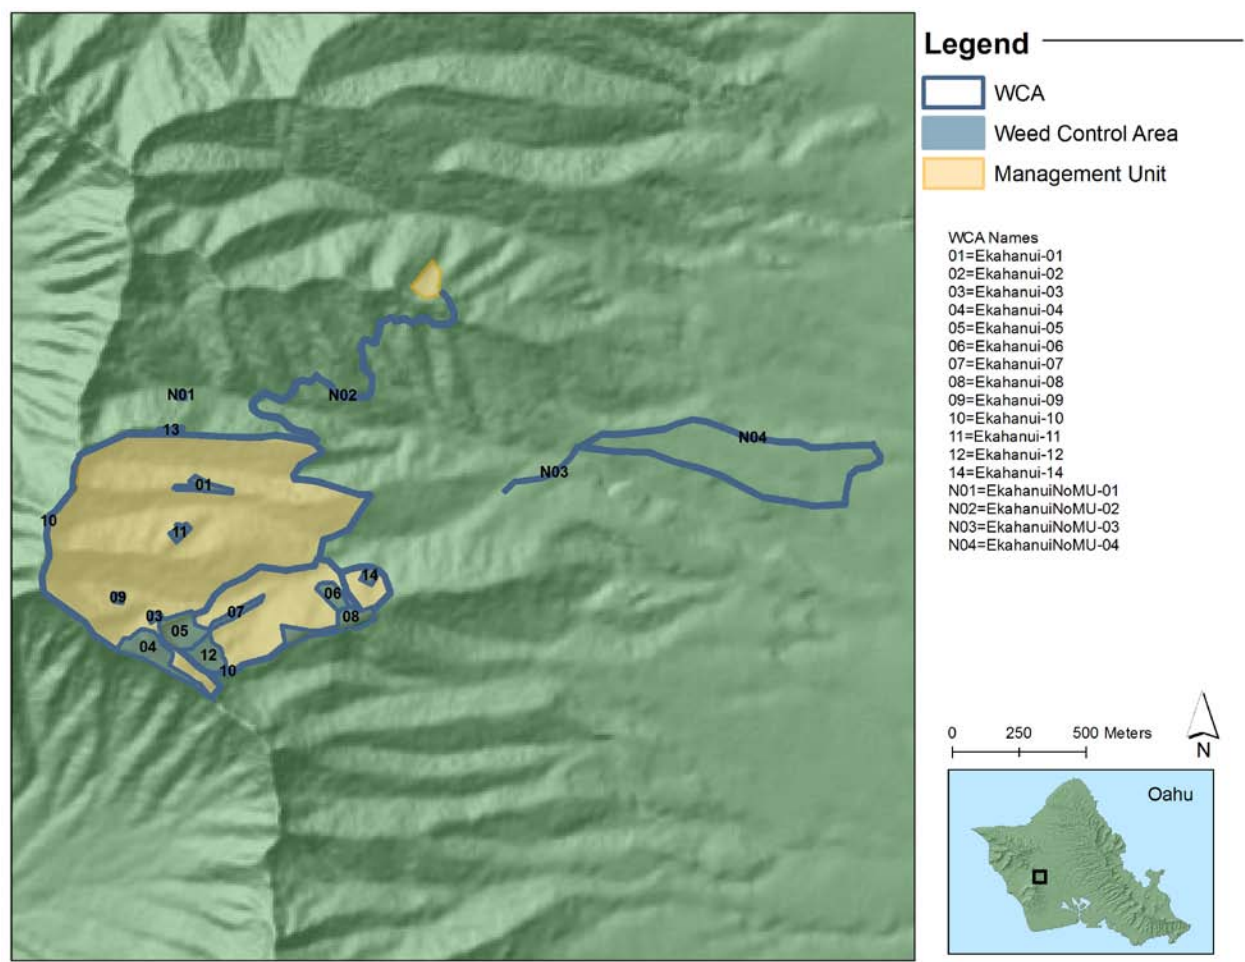 Legend
WCA
Weed Control Area
Management Unit
WCA Names
01=Ekahanui-01
02=Ekahanui-02
03=Ekahanui-03
04=Ekahanui-04
05=Ekahanui-05
06=Ekahanui-06
07=Ekahanui-07
08=Ekahanui-08
09=Ekahanui-09
10=Ekahanui-10
11=Ekahanui-11
12=Ekahanui-12
14=Ekahanui-14
N01=EkahanuiNoMU-01
N02=EkahanuiNoMU-02
N03=EkahanuiNoMU-03
N04=EkahanuiNoMU-04
N01
N02
13
N04
N03
01
10
11
14
09
06
07
03
08
05
04
12
10
0 250 500 Meters
N
Oahu